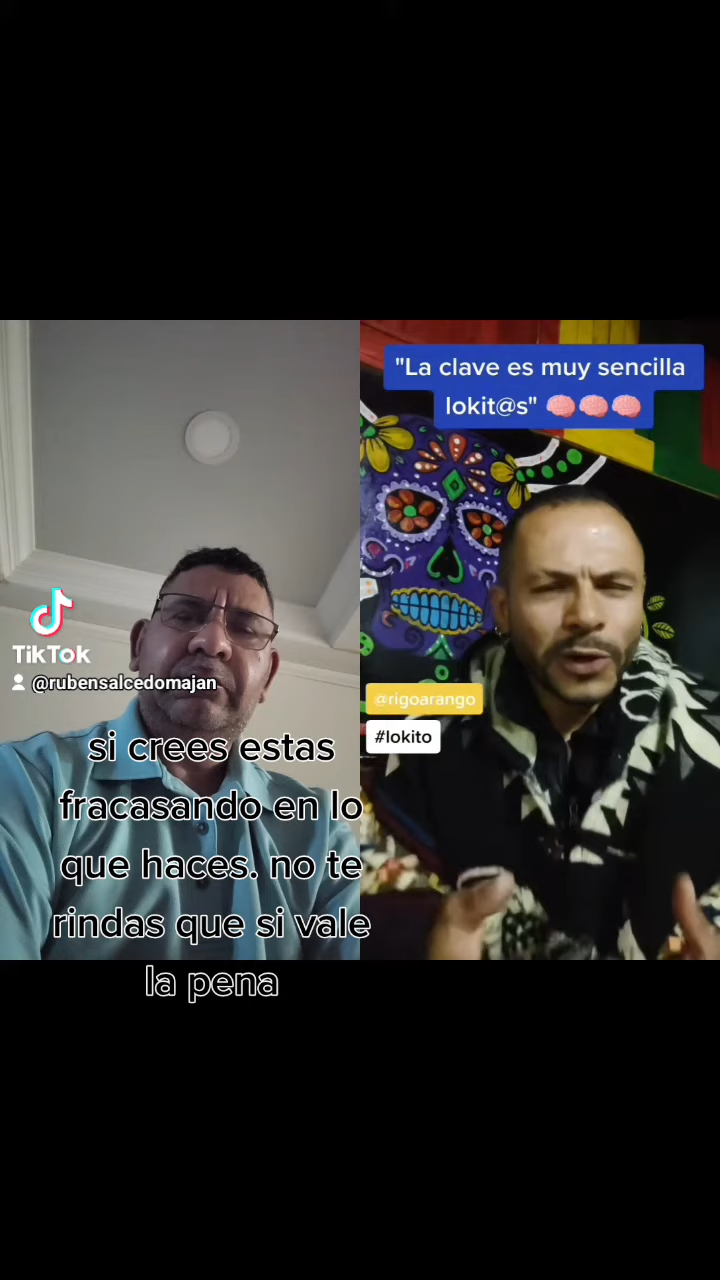 "La clave es muy sencilla
lokit@s" 🧠🧠🧠
TikTok
@rubensalcedomajan
@rigoarango
#lokito
si crees estas
fracasando en lo
que haces. no te
rindas que si vale
la pena